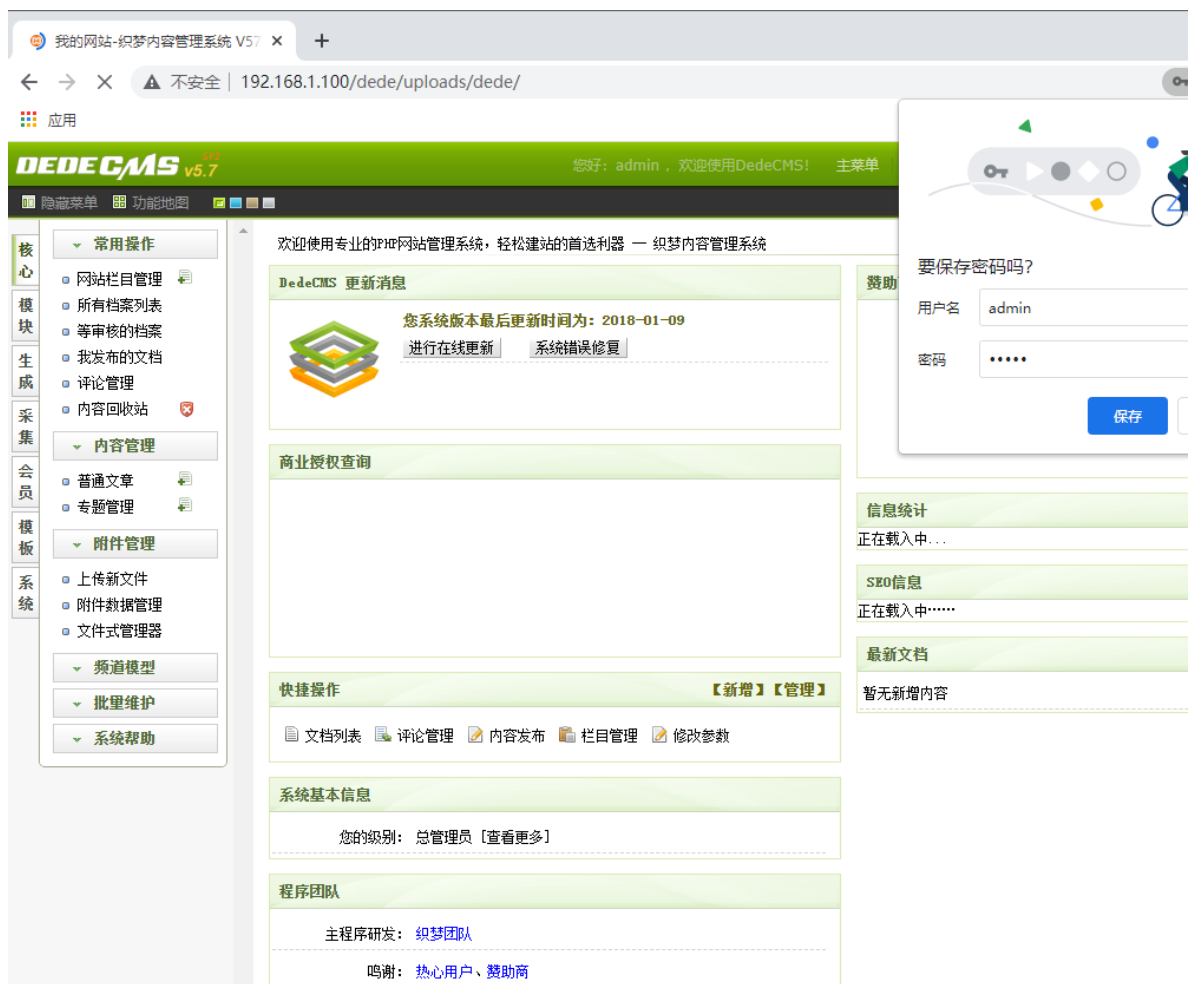 我的网站-织梦内容管理系统 V57
不安全 | 192.168.1.100/dede/uploads/dede/
应用
DEDECMS v5.7 SP2
您好：admin ，欢迎使用DedeCMS！ 主菜单
隐藏菜单 功能地图
核心
模块
生成
采集
会员
模板
系统
常用操作
网站栏目管理
所有档案列表
等审核的档案
我发布的文档
评论管理
内容回收站
内容管理
普通文章
专题管理
附件管理
上传新文件
附件数据管理
文件式管理器
频道模型
批量维护
系统帮助
欢迎使用专业的PHP网站管理系统，轻松建站的首选利器 — 织梦内容管理系统
DedeCMS 更新消息
您系统版本最后更新时间为：2018-01-09
进行在线更新 系统错误修复
商业授权查询
快捷操作 【新增】【管理】
文档列表 评论管理 内容发布 栏目管理 修改参数
系统基本信息
您的级别： 总管理员 [查看更多]
程序团队
主程序研发： 织梦团队
鸣谢： 热心用户、赞助商
赞助
信息统计
正在载入中...
SEO信息
正在载入中……
最新文档
暂无新增内容
要保存密码吗？
用户名 admin
密码 •••••
保存